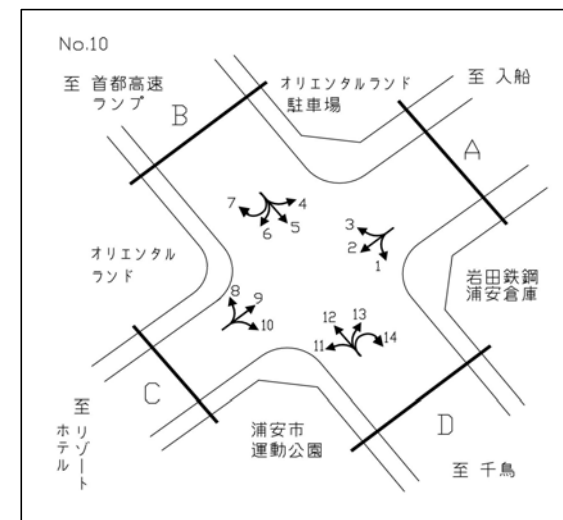 No.10
至 首都高速
ランプ
オリエンタルランド
駐車場
至 入船
B
A
7
4
6
5
3
2
1
オリエンタル
ランド
岩田鉄鋼
浦安倉庫
8
9
10
12
13
11
14
至 リゾート
ホテル
C
浦安市
運動公園
D
至 千鳥